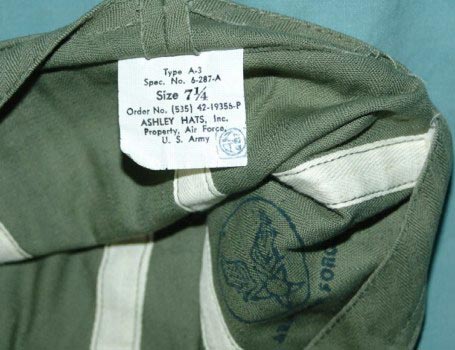 Type A-3
Spec. No. 6-287-A
Size 7¼
Order No. (535) 42-19356-P
ASHLEY HATS, Inc.
Property, Air Force,
U. S. Army
FORC